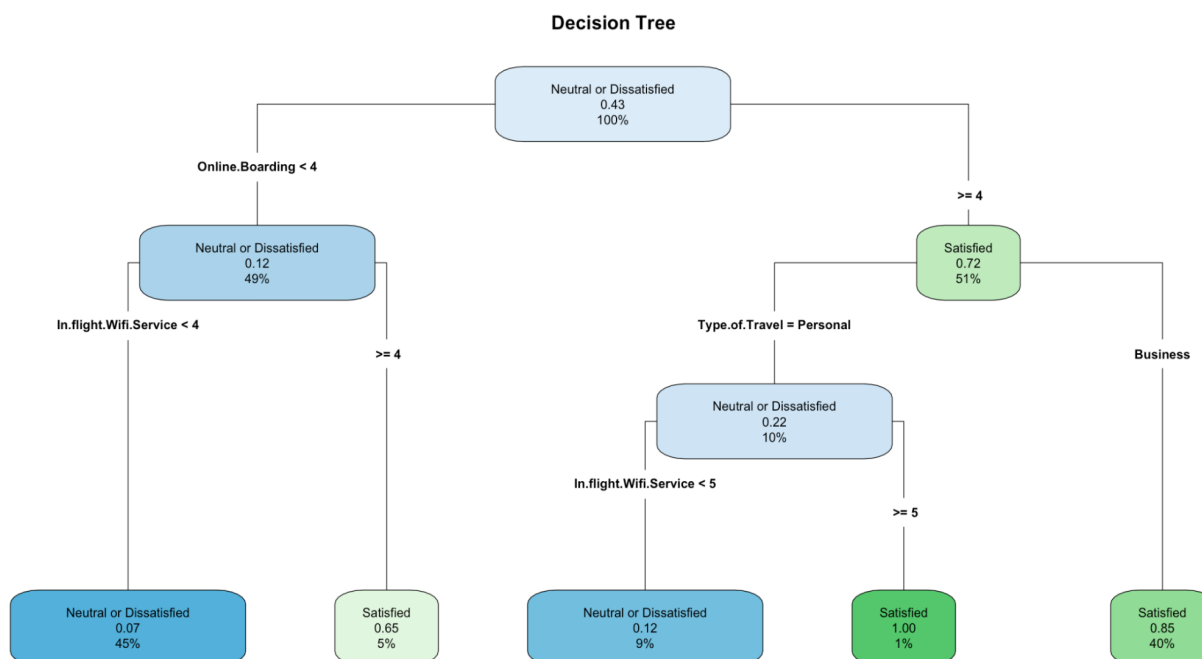 Decision Tree
Neutral or Dissatisfied
0.43
100%
Online.Boarding < 4
>= 4
Neutral or Dissatisfied
0.12
49%
Satisfied
0.72
51%
In.flight.Wifi.Service < 4
>= 4
Type.of.Travel = Personal
Business
Neutral or Dissatisfied
0.22
10%
In.flight.Wifi.Service < 5
>= 5
Neutral or Dissatisfied
0.07
45%
Satisfied
0.65
5%
Neutral or Dissatisfied
0.12
9%
Satisfied
1.00
1%
Satisfied
0.85
40%